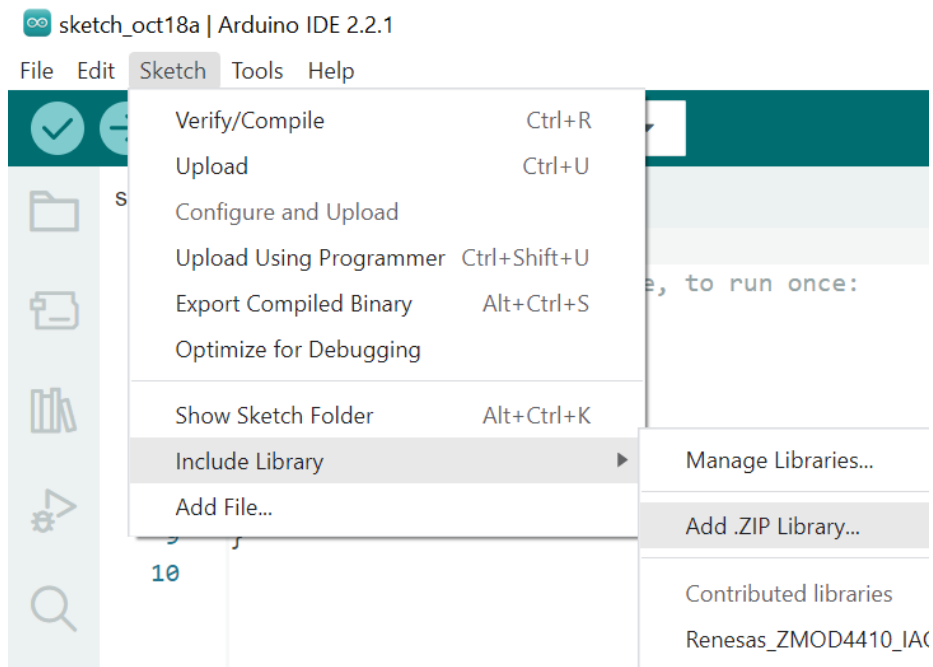 sketch_oct18a | Arduino IDE 2.2.1
File Edit Sketch Tools Help
Verify/Compile Ctrl+R
Upload Ctrl+U
Configure and Upload
Upload Using Programmer Ctrl+Shift+U
e, to run once:
Export Compiled Binary Alt+Ctrl+S
Optimize for Debugging
Show Sketch Folder Alt+Ctrl+K
Include Library
Manage Libraries...
Add File...
Add .ZIP Library...
10
Contributed libraries
Renesas_ZMOD4410_IA